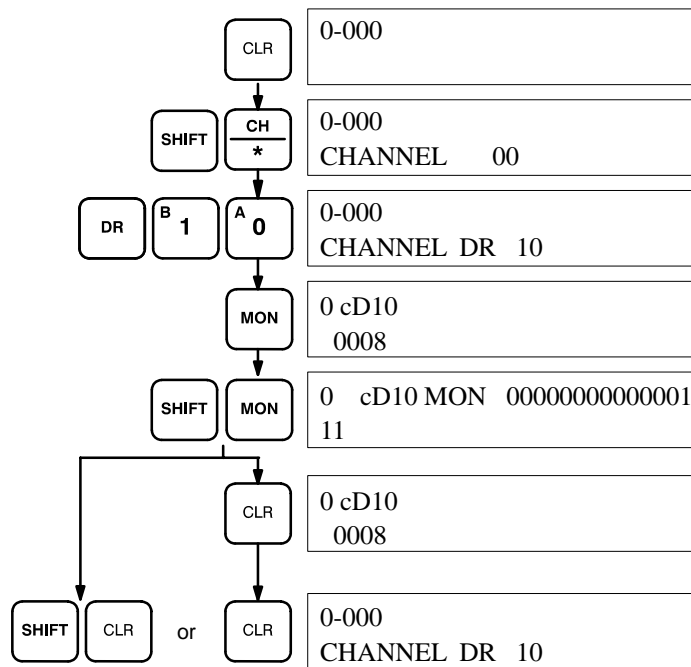 CLR
0-000
SHIFT CH * 
0-000
CHANNEL 00
DR B 1 A 0
0-000
CHANNEL DR 10
MON
0 cD10
0008
SHIFT MON
0 cD10 MON 00000000000001
11
CLR
0 cD10
0008
SHIFT CLR or CLR
0-000
CHANNEL DR 10